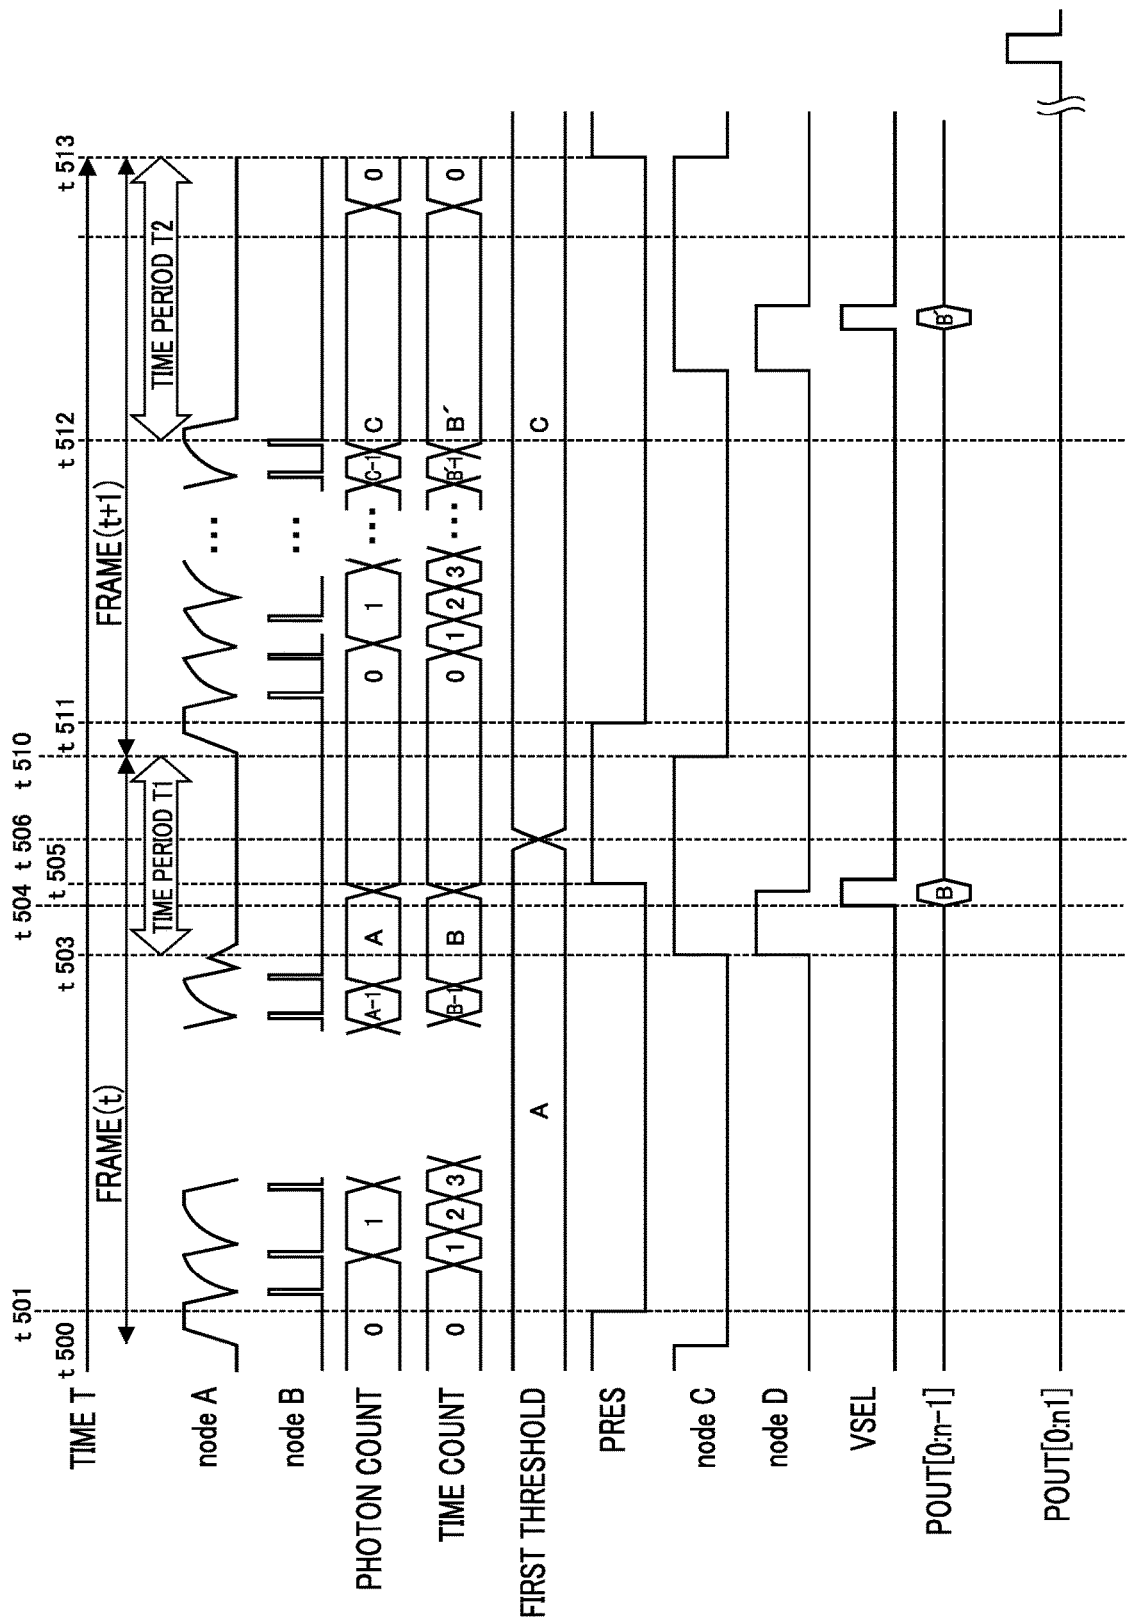 t 500
t 501
t 503
t 504
t 505
t 506
t 510
t 511
t 512
t 513
TIME T
FRAME(t)
FRAME(t+1)
TIME PERIOD T1
TIME PERIOD T2
node A
...
node B
...
PHOTON COUNT
0
1
A-1
A
0
1
...
C-1
C
0
TIME COUNT
0
1
2
3
B-1
B
0
1
2
3
...
B´-1
B´
0
FIRST THRESHOLD
A
C
PRES
node C
node D
VSEL
POUT[0:n-1]
B
B´
POUT[0:n1]